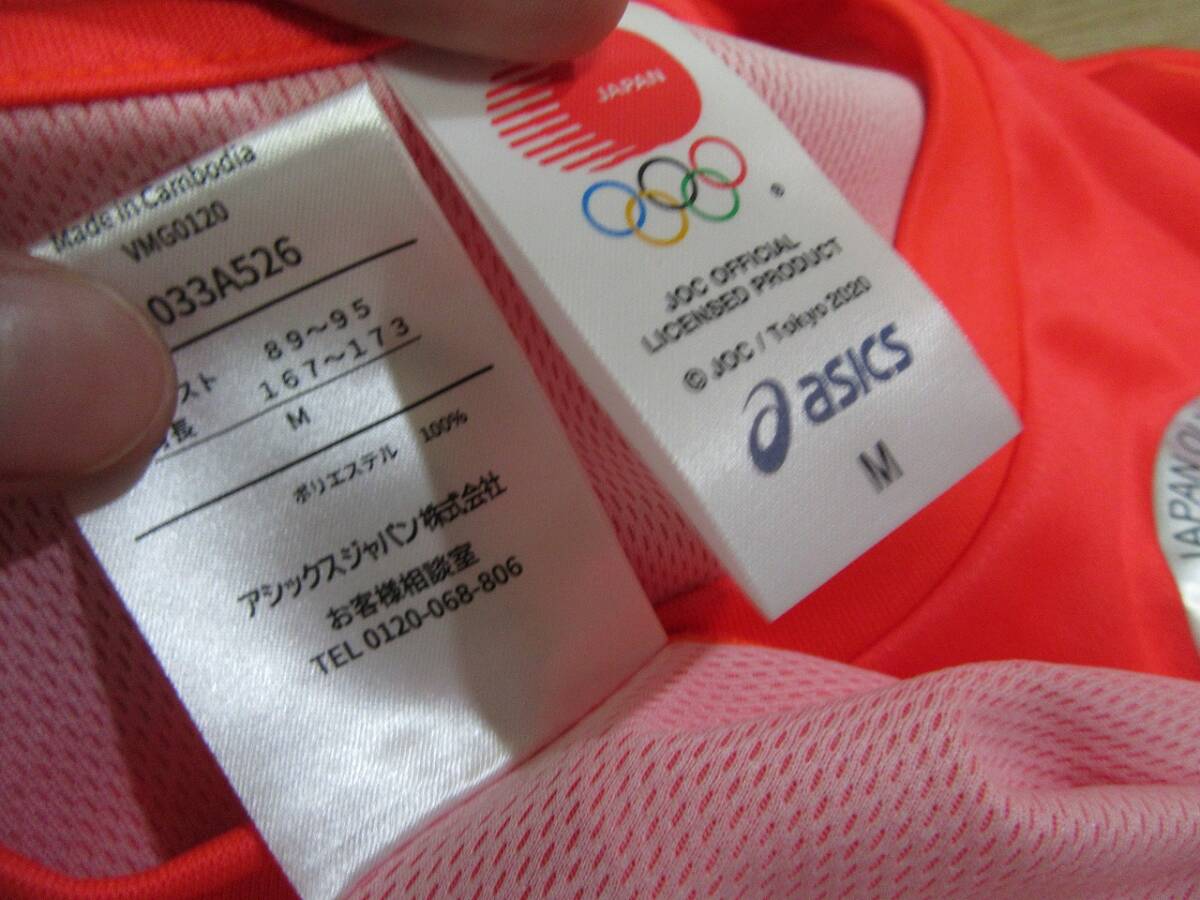 Made in Cambodia
VMG0120
033A526
スト 89～95
長 167～173
M
ポリエステル 100%
アシックスジャパン株式会社
お客様相談室
TEL 0120-068-806
JAPAN
JOC OFFICIAL
LICENSED PRODUCT
© JOC / Tokyo 2020
asics
M
JAPAN